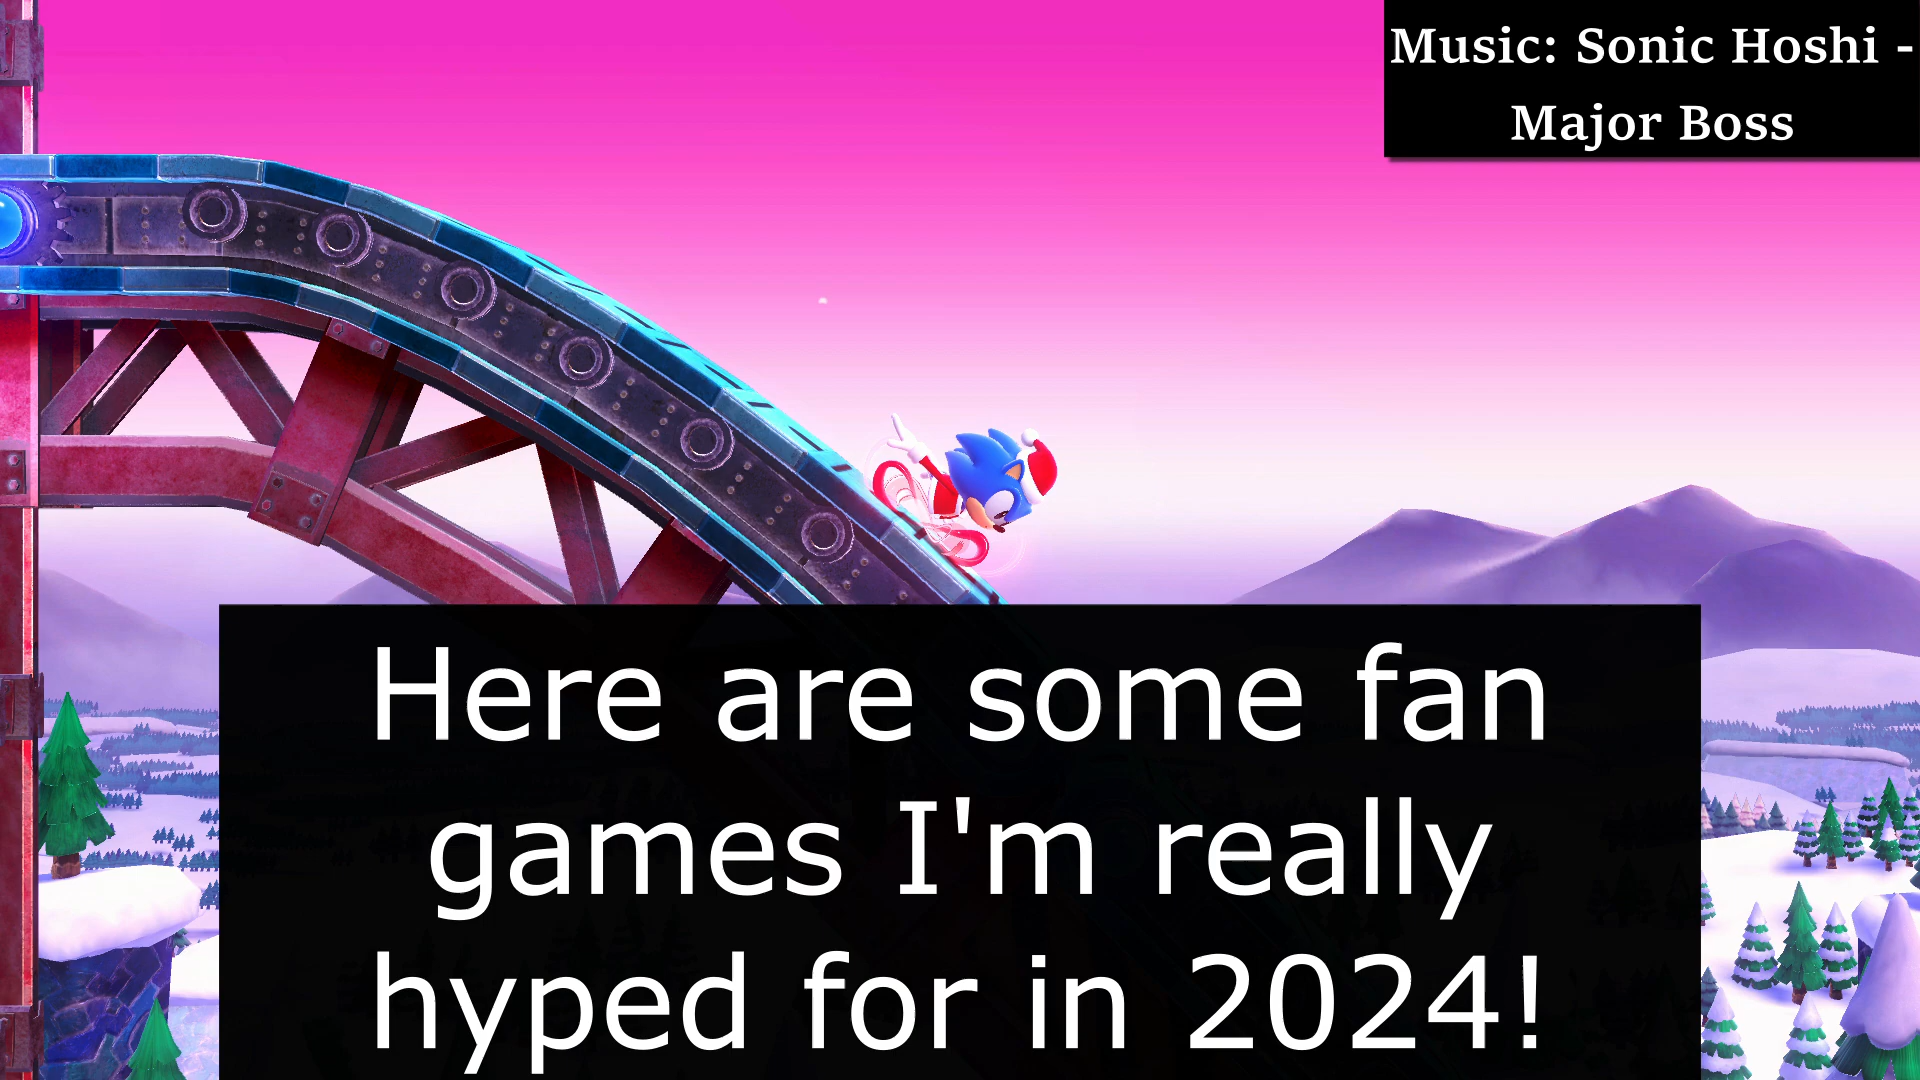 Music: Sonic Hoshi -
Major Boss
Here are some fan
games I'm really
hyped for in 2024!